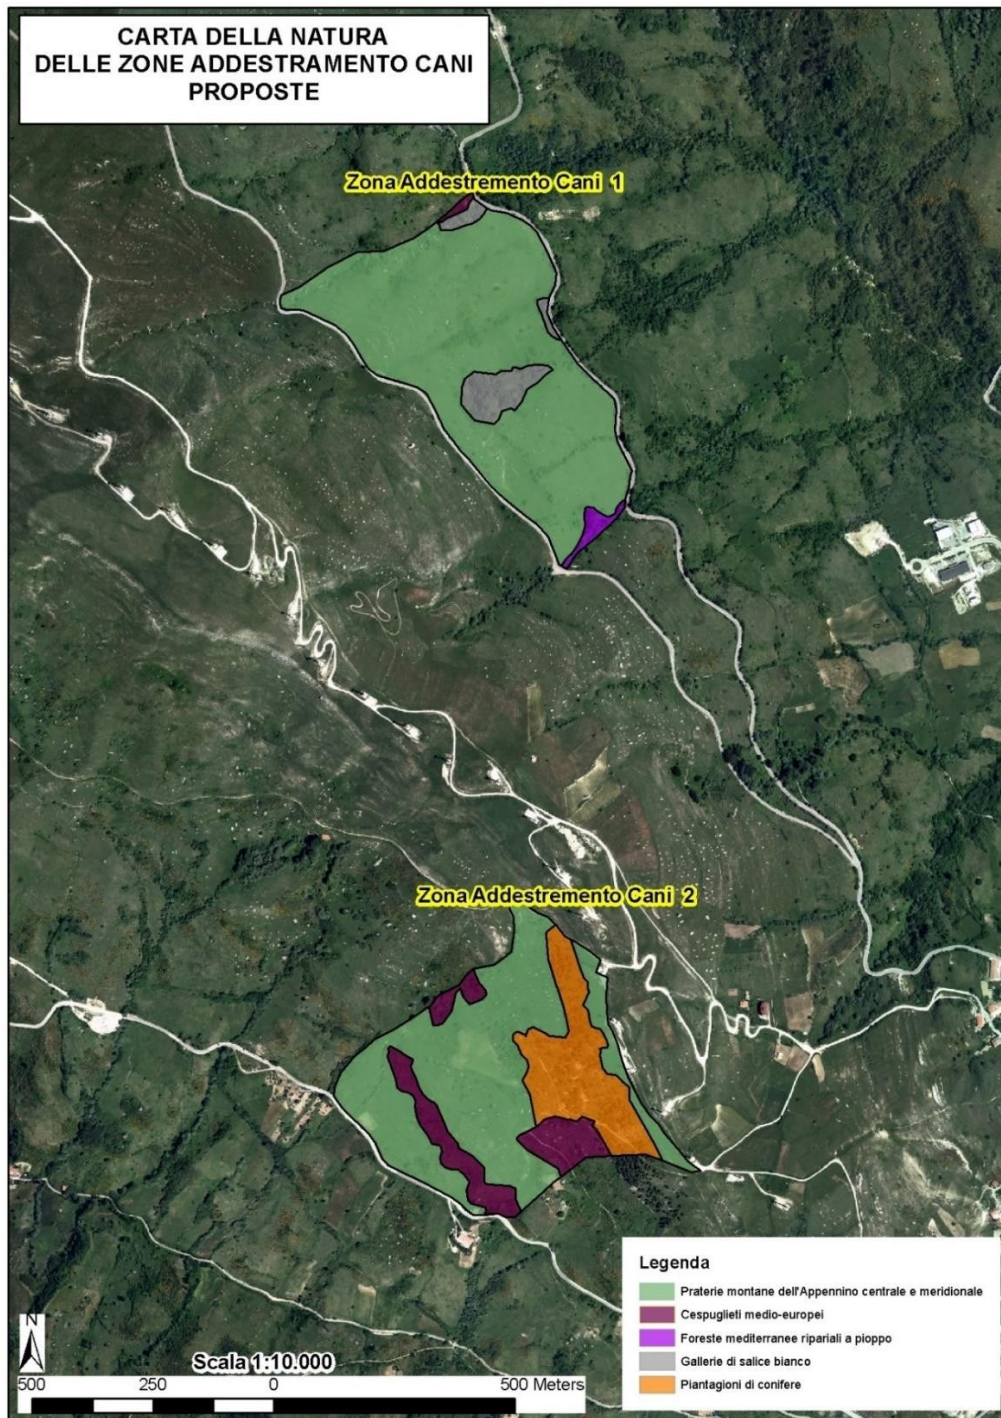 CARTA DELLA NATURA
DELLE ZONE ADDESTRAMENTO CANI
PROPOSTE
Zona Addestremento Cani 1
Zona Addestremento Cani 2
Legenda
Praterie montane dell'Appennino centrale e meridionale
Cespuglieti medio-europei
Foreste mediterranee ripariali a pioppo
Gallerie di salice bianco
Piantagioni di conifere
N
Scala 1:10.000
500 250 0 500 Meters